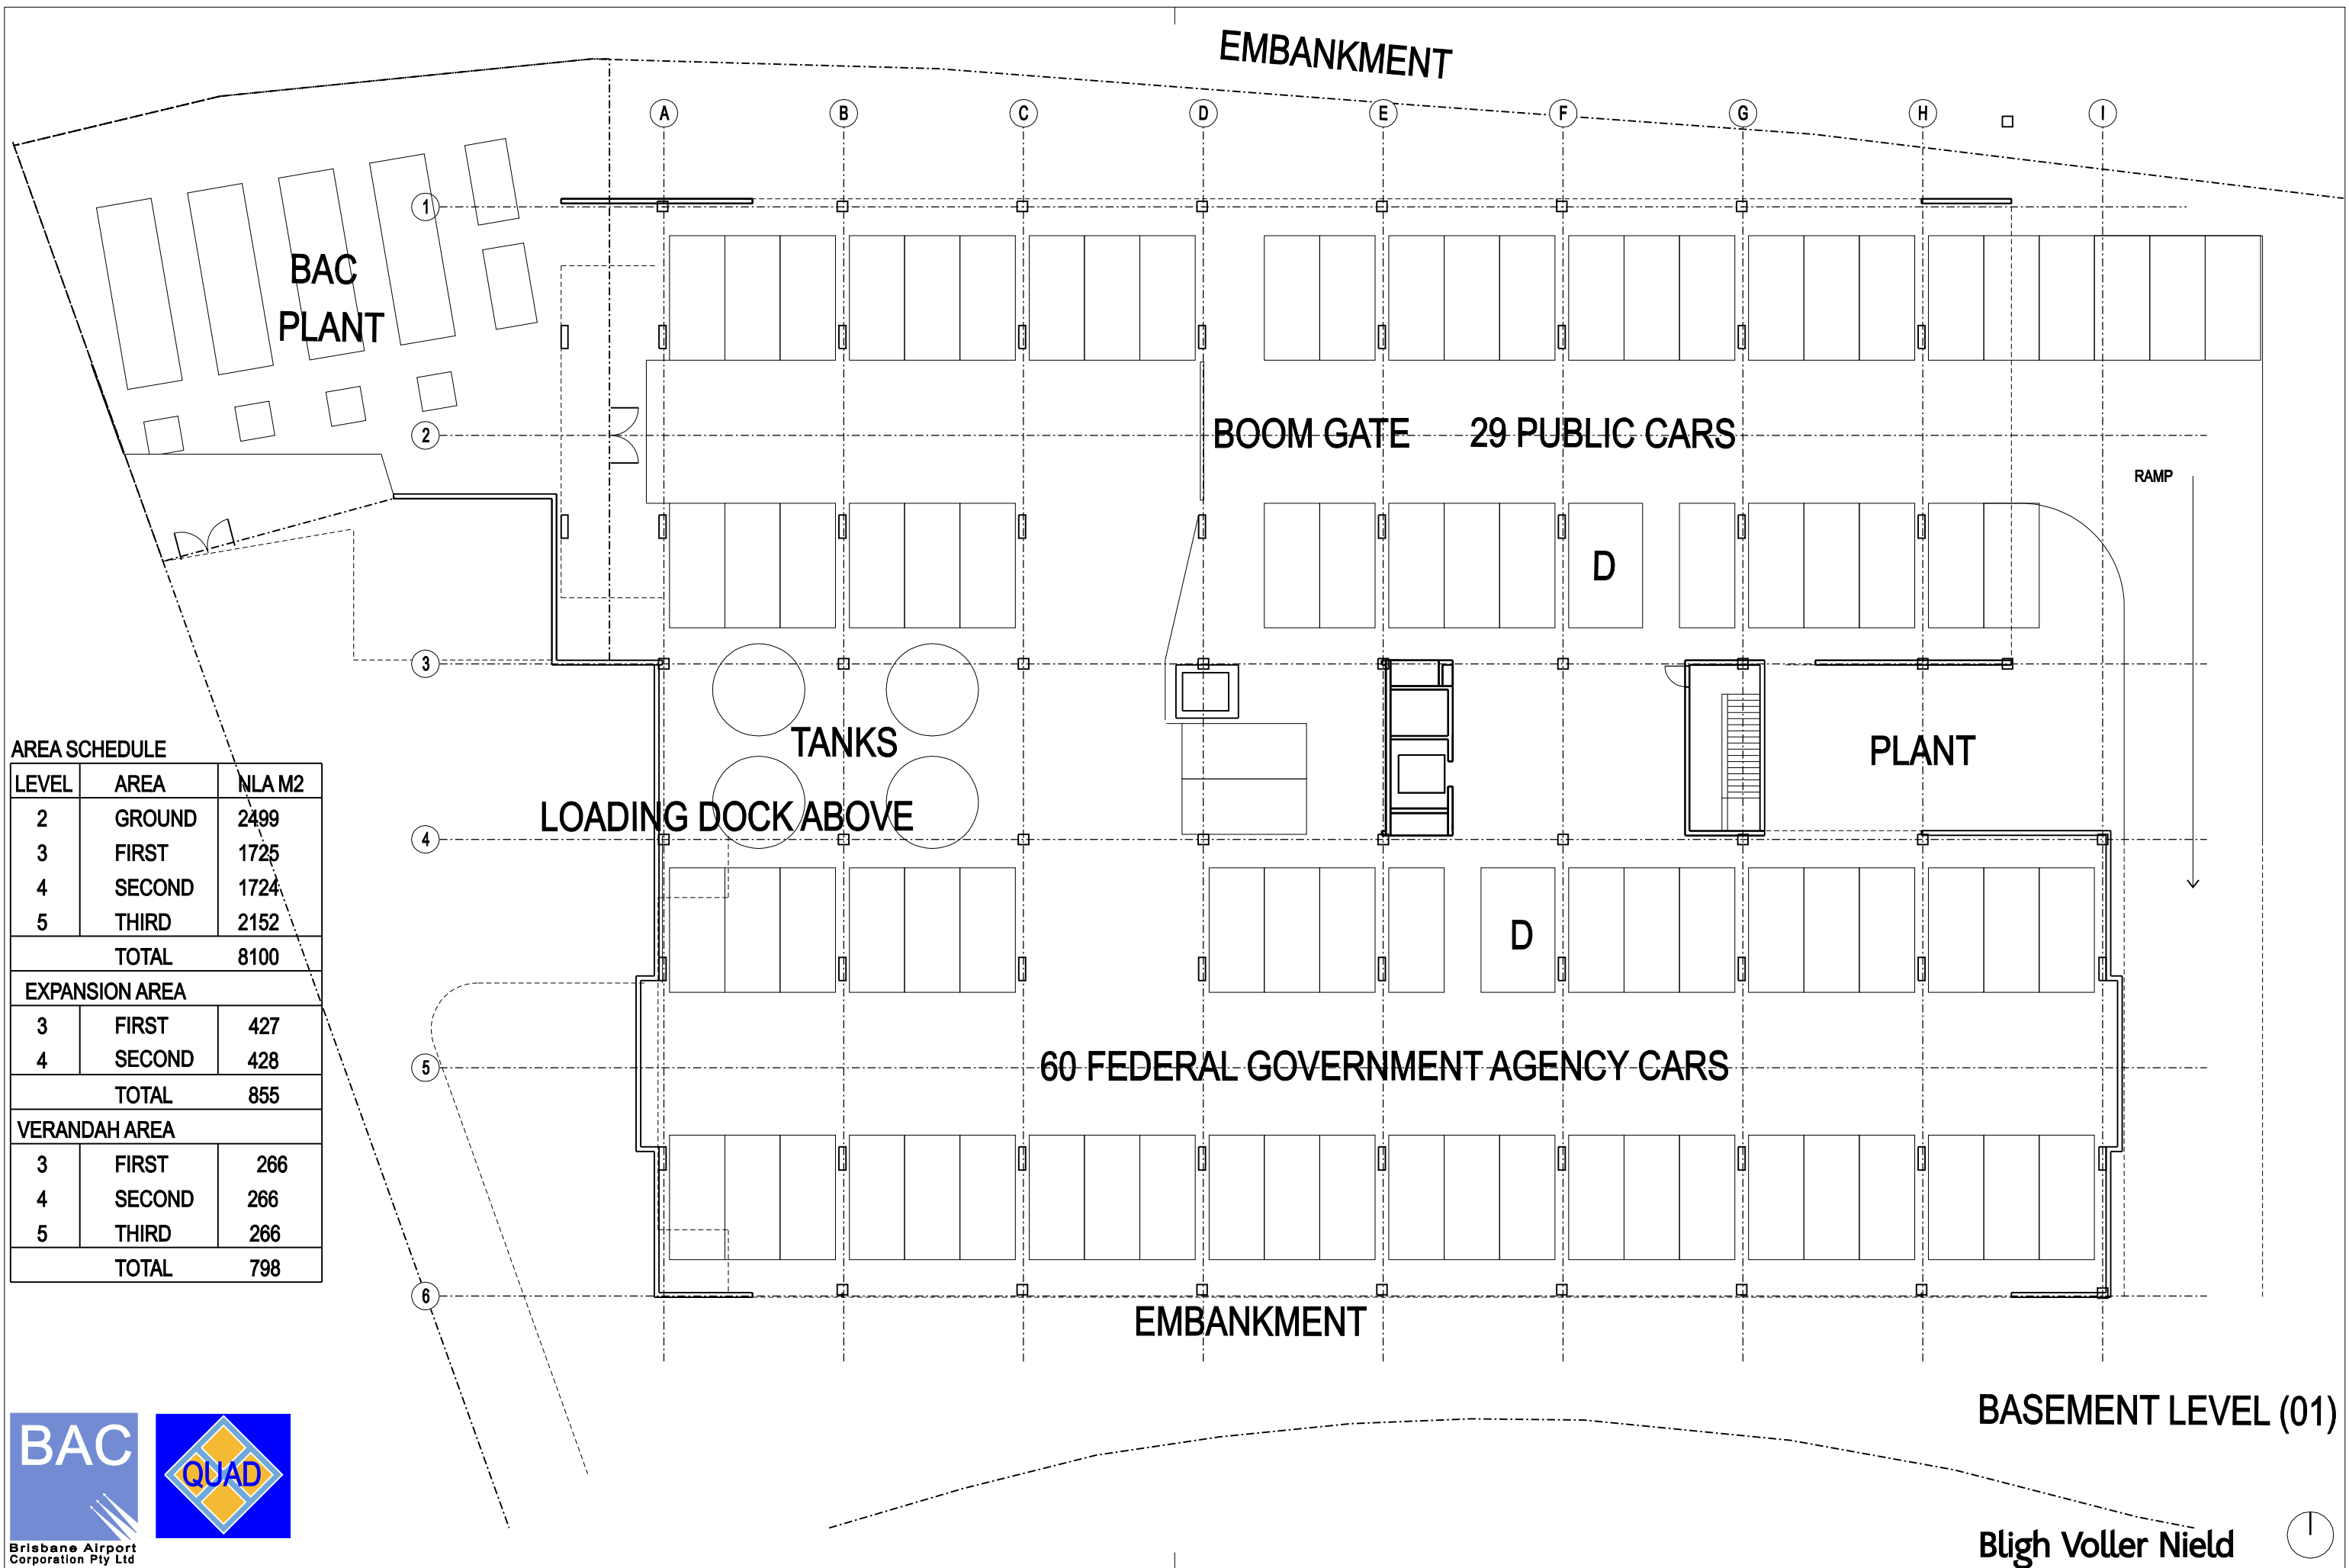 EMBANKMENT
A B C D E F G H I
1
BAC
PLANT
2
BOOM GATE
29 PUBLIC CARS
RAMP
D
3
TANKS
PLANT
LOADING DOCK ABOVE
4
D
5
60 FEDERAL GOVERNMENT AGENCY CARS
6
EMBANKMENT
AREA SCHEDULE
LEVEL AREA NLA M2
2 GROUND 2499
3 FIRST 1725
4 SECOND 1724
5 THIRD 2152
TOTAL 8100
EXPANSION AREA
3 FIRST 427
4 SECOND 428
TOTAL 855
VERANDAH AREA
3 FIRST 266
4 SECOND 266
5 THIRD 266
TOTAL 798
BASEMENT LEVEL (01)
BAC
QUAD
Brisbane Airport
Corporation Pty Ltd
Bligh Voller Nield